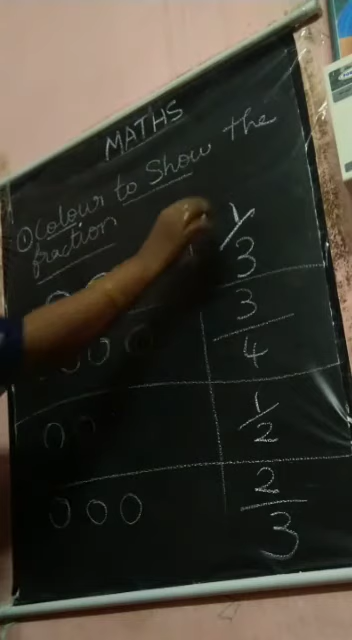 MATHS
① Colour to Show the
fraction
1/3
3/4
1/2
2/3